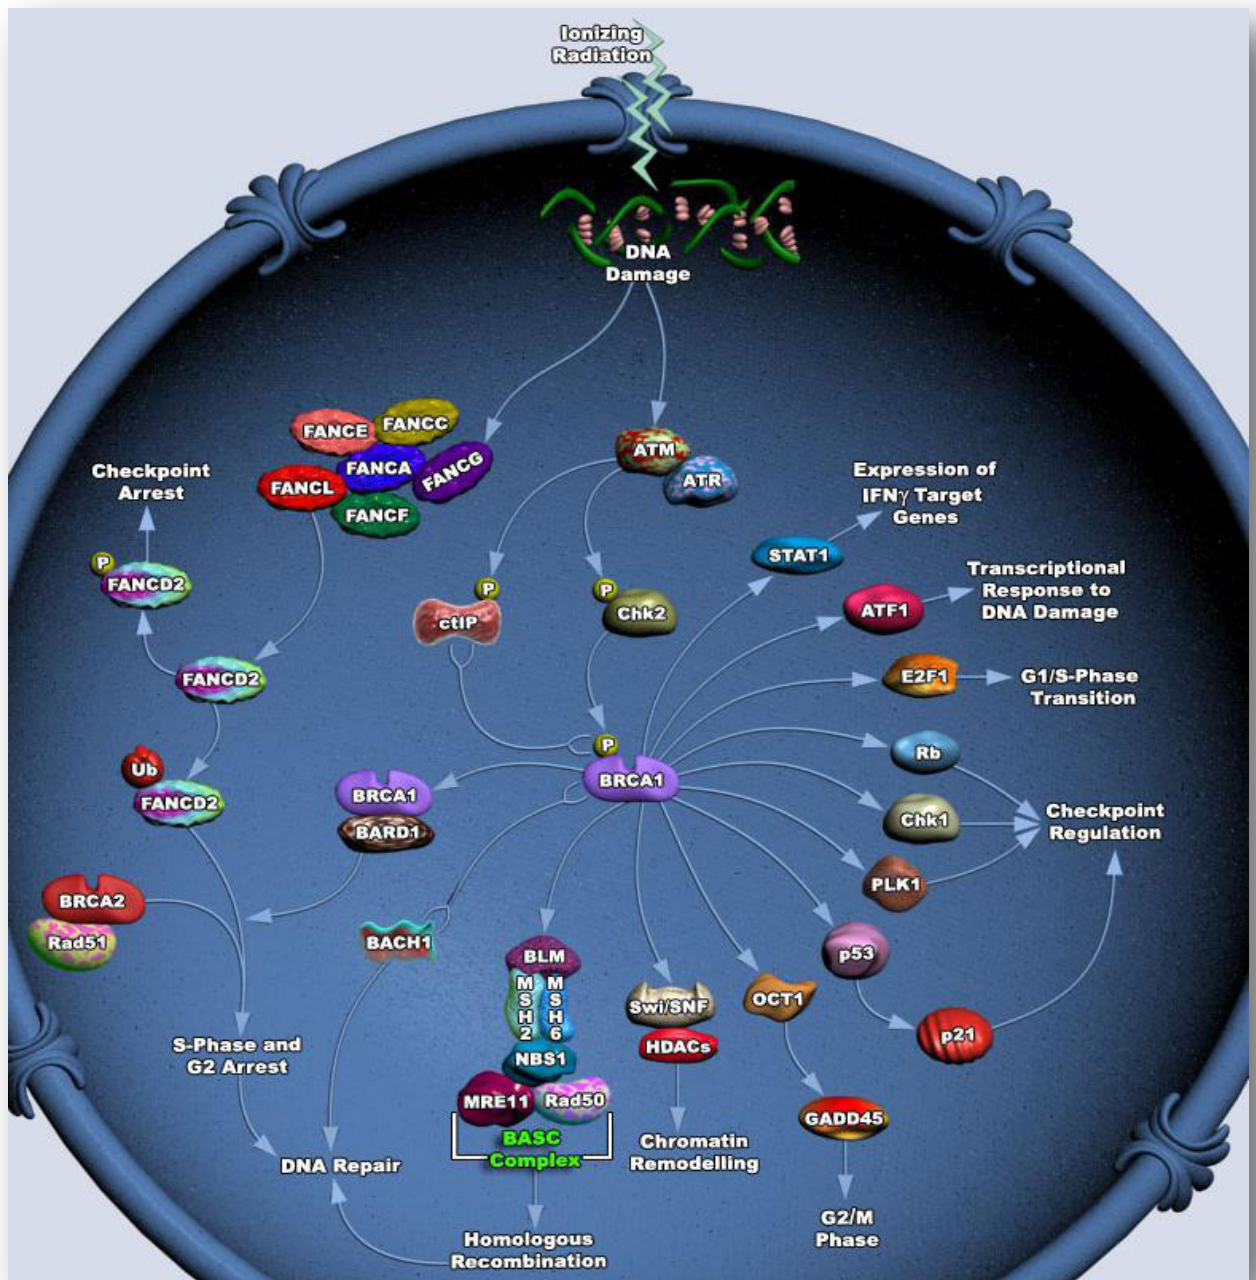 Ionizing
Radiation
DNA
Damage
FANCE
FANCC
FANCA
FANCG
FANCL
FANCF
ATM
ATR
Checkpoint
Arrest
Expression of
IFNγ Target
Genes
STAT1
P
FANCD2
P
ctIP
P
Chk2
ATF1
Transcriptional
Response to
DNA Damage
FANCD2
E2F1
G1/S-Phase
Transition
Ub
FANCD2
P
BRCA1
Rb
BRCA1
BARD1
Chk1
Checkpoint
Regulation
PLK1
BRCA2
Rad51
BACH1
BLM
MSH2
MSH6
NBS1
MRE11
Rad50
BASC
Complex
Swi/SNF
HDACs
OCT1
p53
p21
S-Phase and
G2 Arrest
GADD45
DNA Repair
Chromatin
Remodelling
G2/M
Phase
Homologous
Recombination